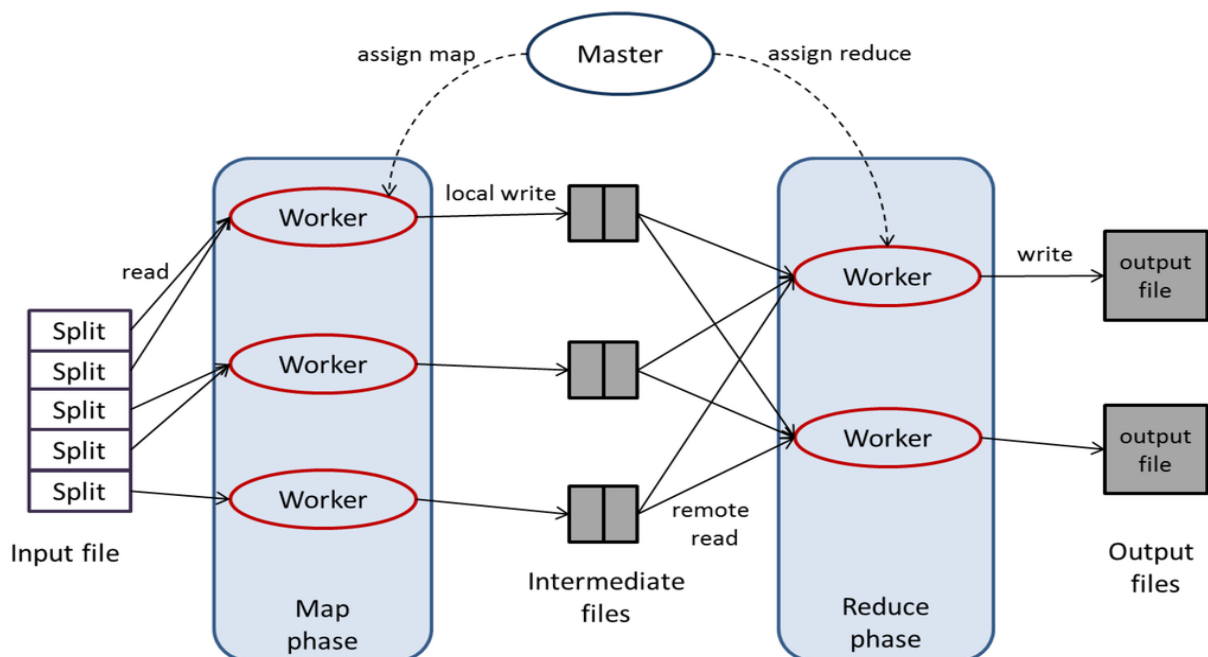 Master
assign map
assign reduce
Worker
local write
read
Worker
write
output
file
Split
Split
Split
Split
Split
Worker
Worker
output
file
Worker
remote
read
Input file
Map
phase
Intermediate
files
Reduce
phase
Output
files